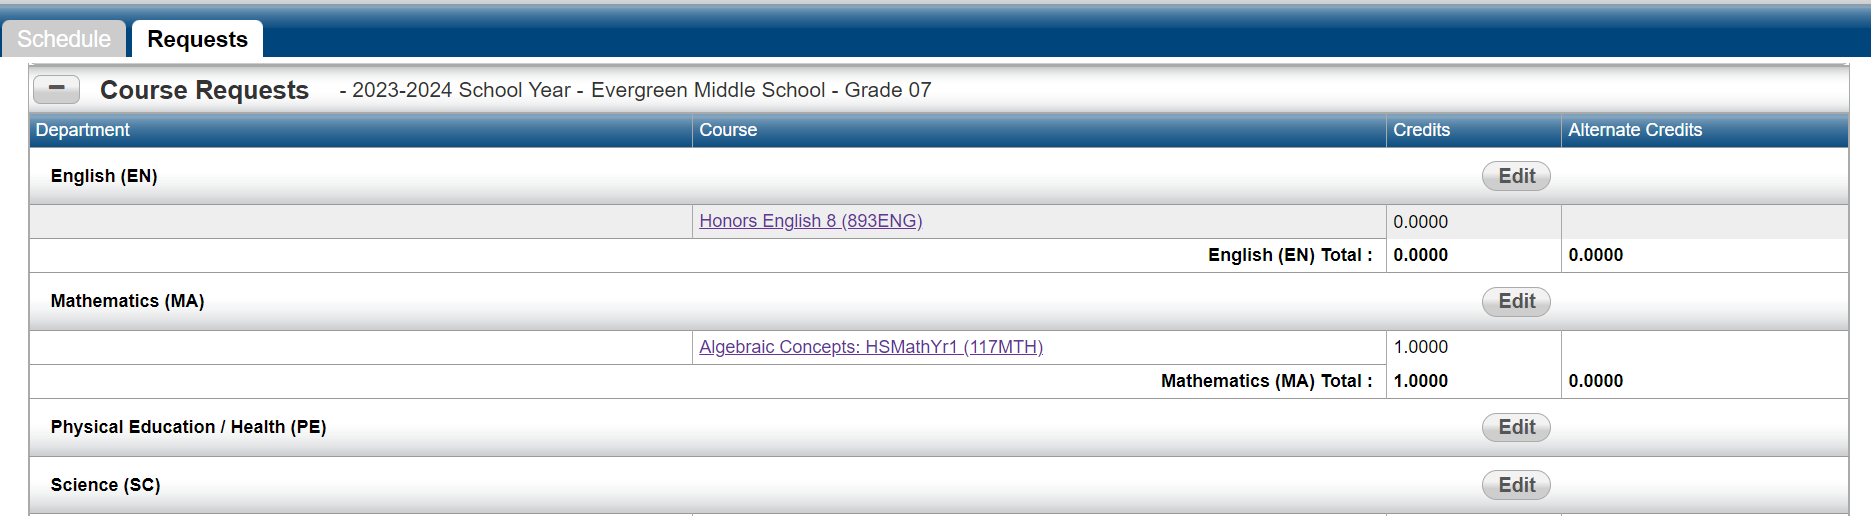 Schedule Requests
Course Requests - 2023-2024 School Year - Evergreen Middle School - Grade 07
Department Course Credits Alternate Credits
English (EN) Edit
Honors English 8 (893ENG) 0.0000
English (EN) Total : 0.0000 0.0000
Mathematics (MA) Edit
Algebraic Concepts: HSMathYr1 (117MTH) 1.0000
Mathematics (MA) Total : 1.0000 0.0000
Physical Education / Health (PE) Edit
Science (SC) Edit